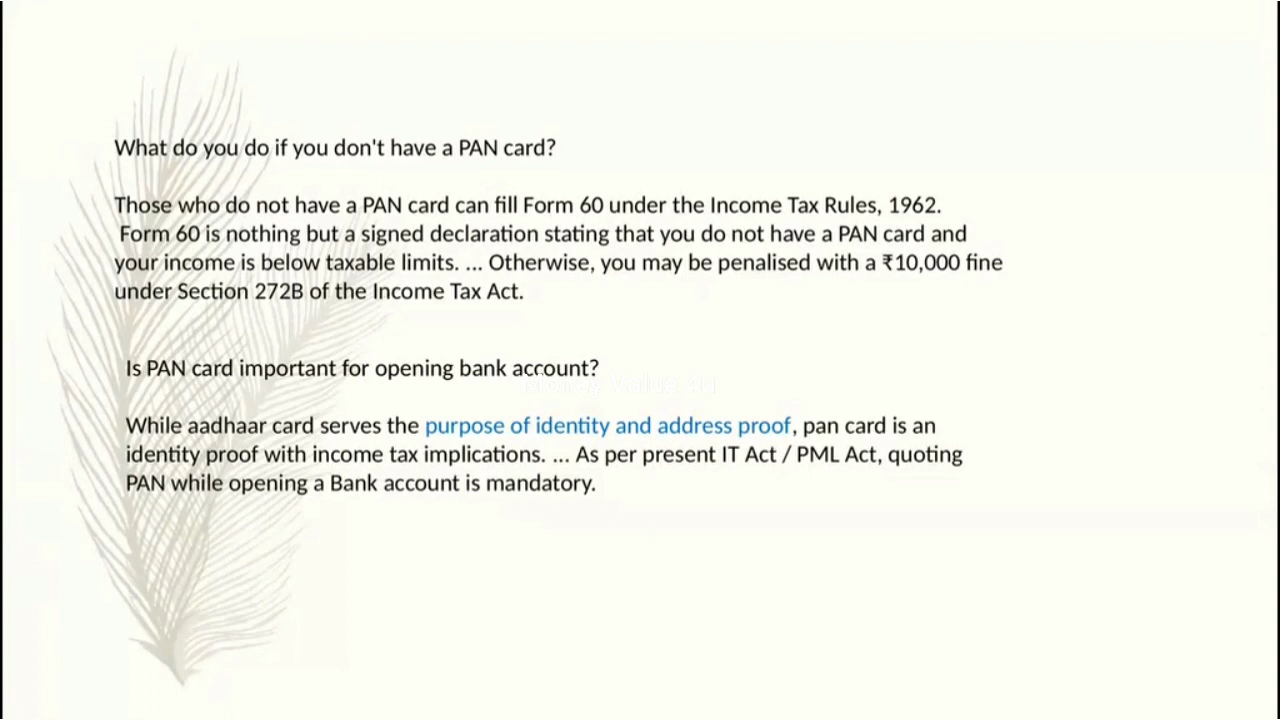 What do you do if you don't have a PAN card?
Those who do not have a PAN card can fill Form 60 under the Income Tax Rules, 1962.
Form 60 is nothing but a signed declaration stating that you do not have a PAN card and
your income is below taxable limits. ... Otherwise, you may be penalised with a ₹10,000 fine
under Section 272B of the Income Tax Act.
Is PAN card important for opening bank account?
While aadhaar card serves the purpose of identity and address proof, pan card is an
identity proof with income tax implications. ... As per present IT Act / PML Act, quoting
PAN while opening a Bank account is mandatory.